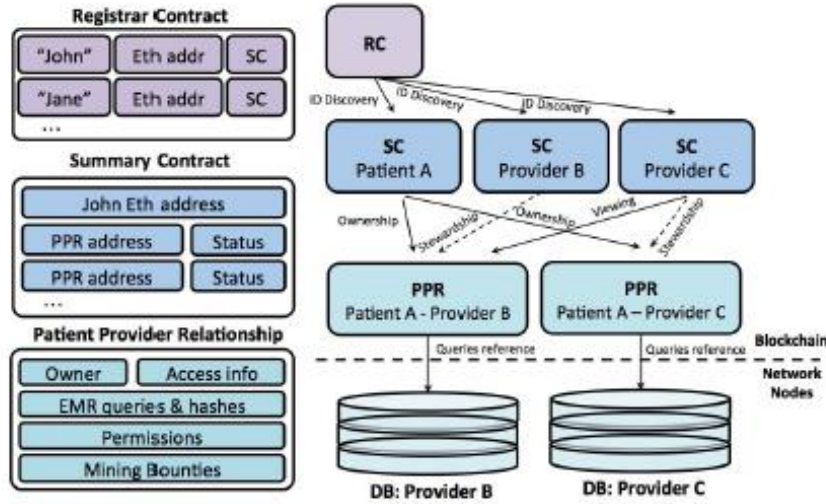 Registrar Contract
"John" Eth addr SC
"Jane" Eth addr SC
...
Summary Contract
John Eth address
PPR address Status
PPR address Status
...
Patient Provider Relationship
Owner Access info
EMR queries & hashes
Permissions
Mining Bounties
RC
ID Discovery
ID Discovery
ID Discovery
SC
Patient A
SC
Provider B
SC
Provider C
Ownership
Stewardship
Ownership
Viewing
Stewardship
PPR
Patient A - Provider B
PPR
Patient A – Provider C
Blockchain
Queries reference
Queries reference
Network
Nodes
DB: Provider B
DB: Provider C